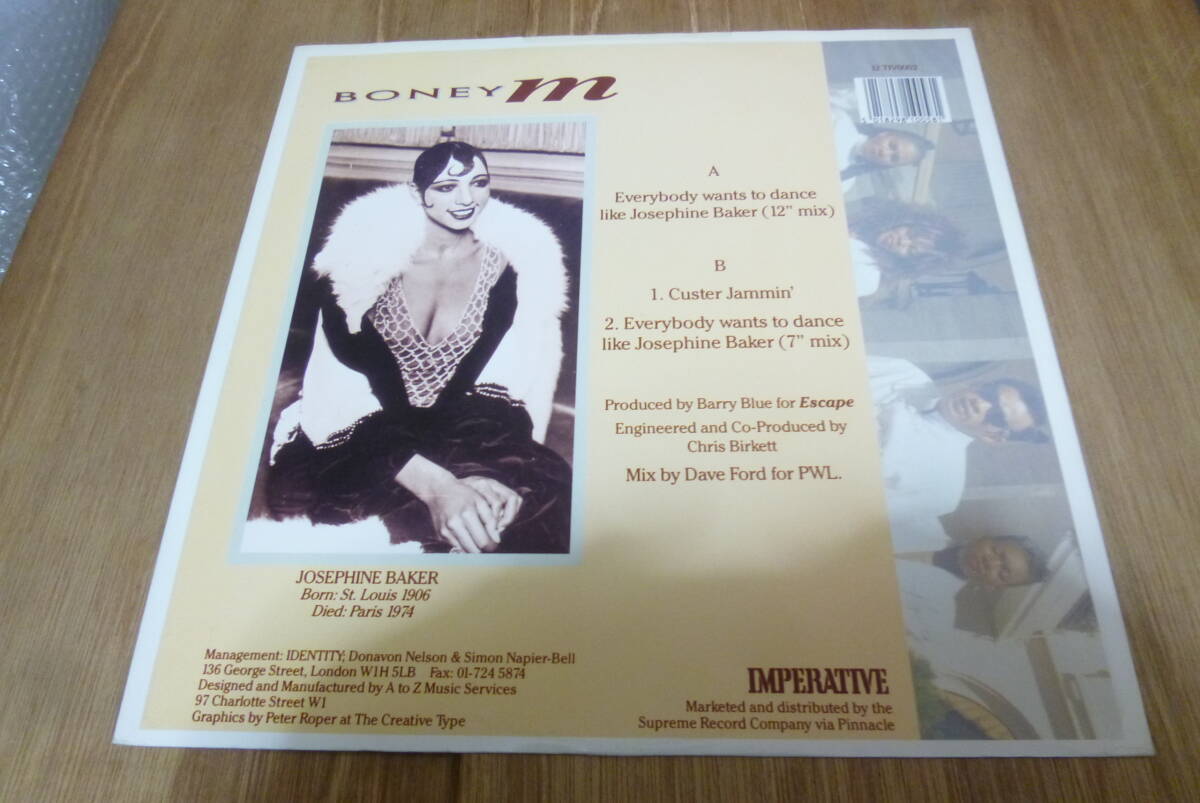 BONEY m
12 TIV0002
A
Everybody wants to dance
like Josephine Baker (12" mix)
B
1. Custer Jammin'
2. Everybody wants to dance
like Josephine Baker (7" mix)
Produced by Barry Blue for Escape
Engineered and Co-Produced by
Chris Birkett
Mix by Dave Ford for PWL.
JOSEPHINE BAKER
Born: St. Louis 1906
Died: Paris 1974
Management: IDENTITY; Donavon Nelson & Simon Napier-Bell
136 George Street, London W1H 5LB Fax: 01-724 5874
Designed and Manufactured by A to Z Music Services
97 Charlotte Street W1
Graphics by Peter Roper at The Creative Type
IMPERATIVE
Marketed and distributed by the
Supreme Record Company via Pinnacle